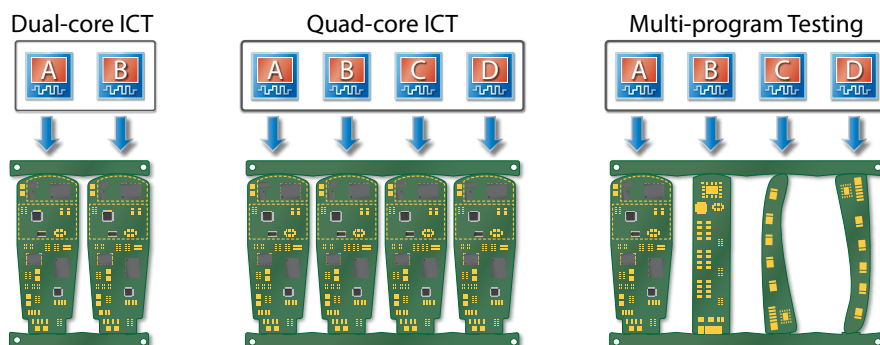 Dual-core ICT
A B
Quad-core ICT
A B C D
Multi-program Testing
A B C D